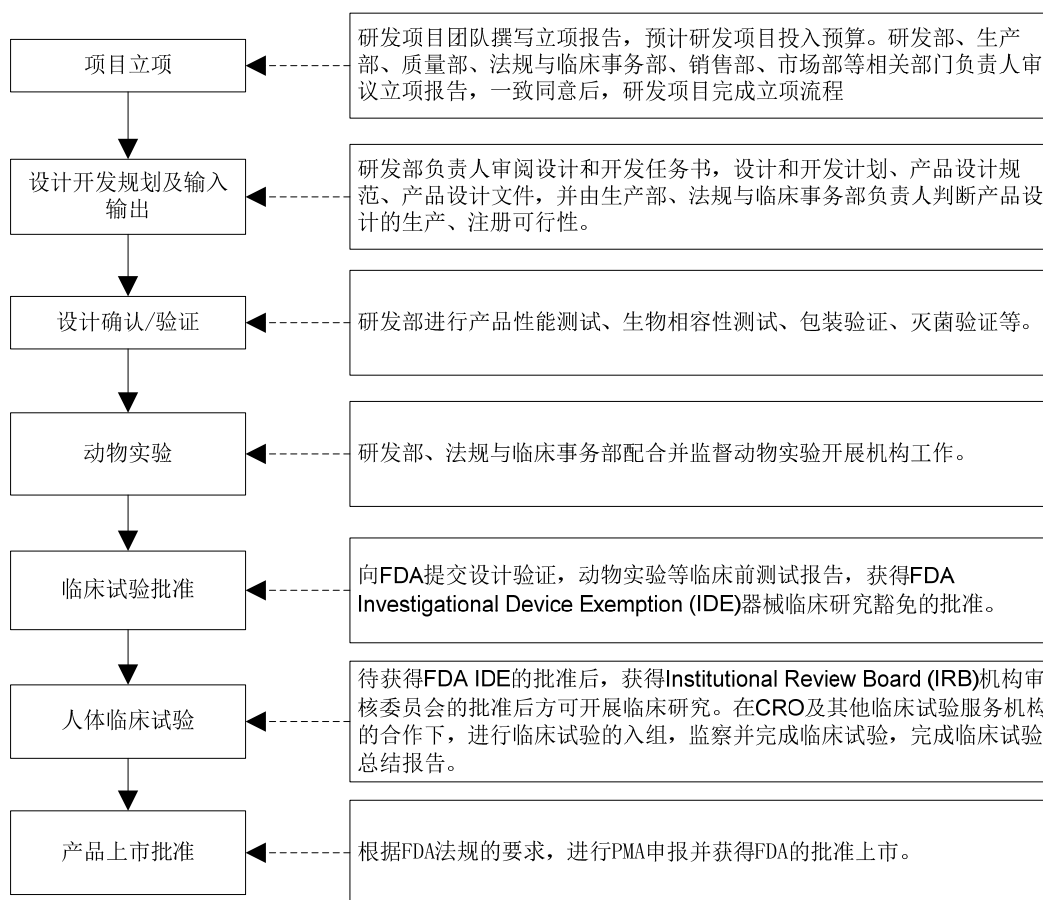 项目立项
研发项目团队撰写立项报告，预计研发项目投入预算。研发部、生产
部、质量部、法规与临床事务部、销售部、市场部等相关部门负责人审
议立项报告，一致同意后，研发项目完成立项流程
设计开发规划及输入
输出
研发部负责人审阅设计和开发任务书，设计和开发计划、产品设计规
范、产品设计文件，并由生产部、法规与临床事务部负责人判断产品设
计的生产、注册可行性。
设计确认/验证
研发部进行产品性能测试、生物相容性测试、包装验证、灭菌验证等。
动物实验
研发部、法规与临床事务部配合并监督动物实验开展机构工作。
临床试验批准
向FDA提交设计验证，动物实验等临床前测试报告，获得FDA
Investigational Device Exemption (IDE)器械临床研究豁免的批准。
人体临床试验
待获得FDA IDE的批准后，获得Institutional Review Board (IRB)机构审
核委员会的批准后方可开展临床研究。在CRO及其他临床试验服务机构
的合作下，进行临床试验的入组，监察并完成临床试验，完成临床试验
总结报告。
产品上市批准
根据FDA法规的要求，进行PMA申报并获得FDA的批准上市。